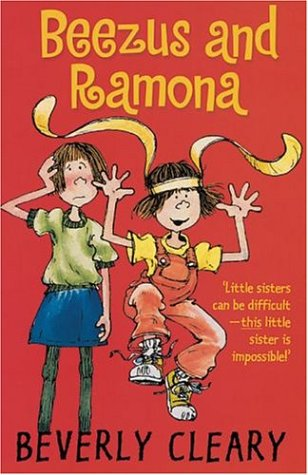 Beezus and
Ramona
'Little sisters
can be difficult
—this little
sister is
impossible!'
BEVERLY CLEARY